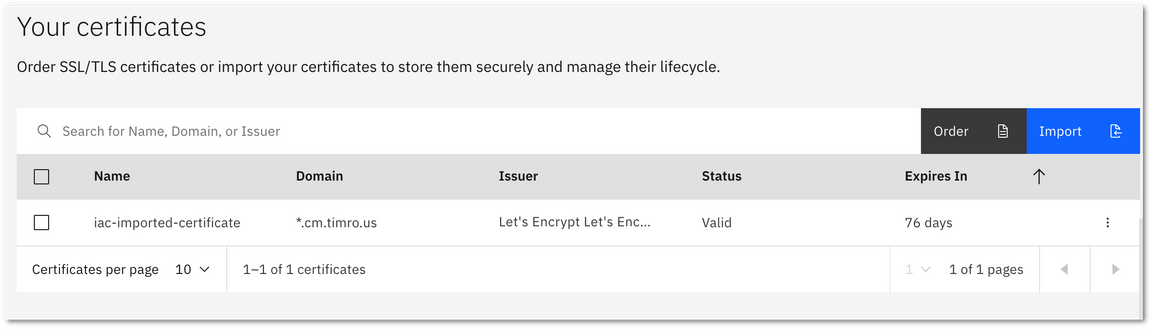 Your certificates
Order SSL/TLS certificates or import your certificates to store them securely and manage their lifecycle.
Search for Name, Domain, or Issuer Order Import
Name Domain Issuer Status Expires In
iac-imported-certificate *.cm.timro.us Let's Encrypt Let's Enc... Valid 76 days
Certificates per page 10 1–1 of 1 certificates 1 1 of 1 pages